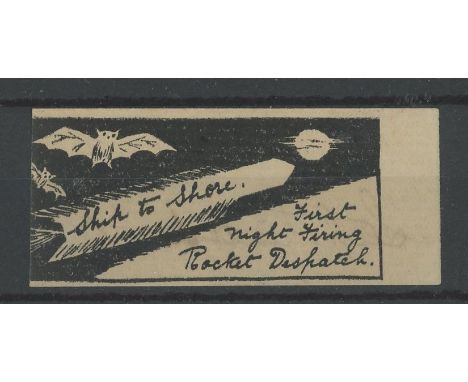 Ship to Shore.
First
night Firing
Rocket Despatch.